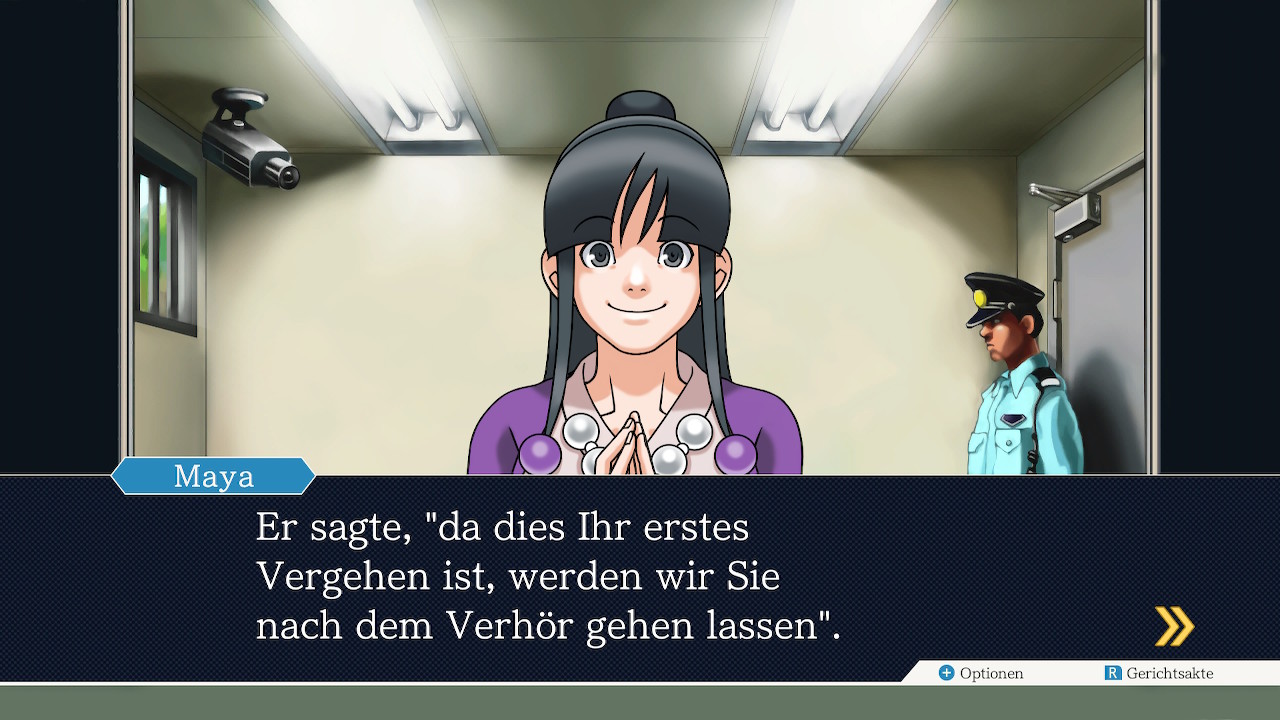 Maya
Er sagte, "da dies Ihr erstes
Vergehen ist, werden wir Sie
nach dem Verhör gehen lassen".
Optionen
R Gerichtsakte